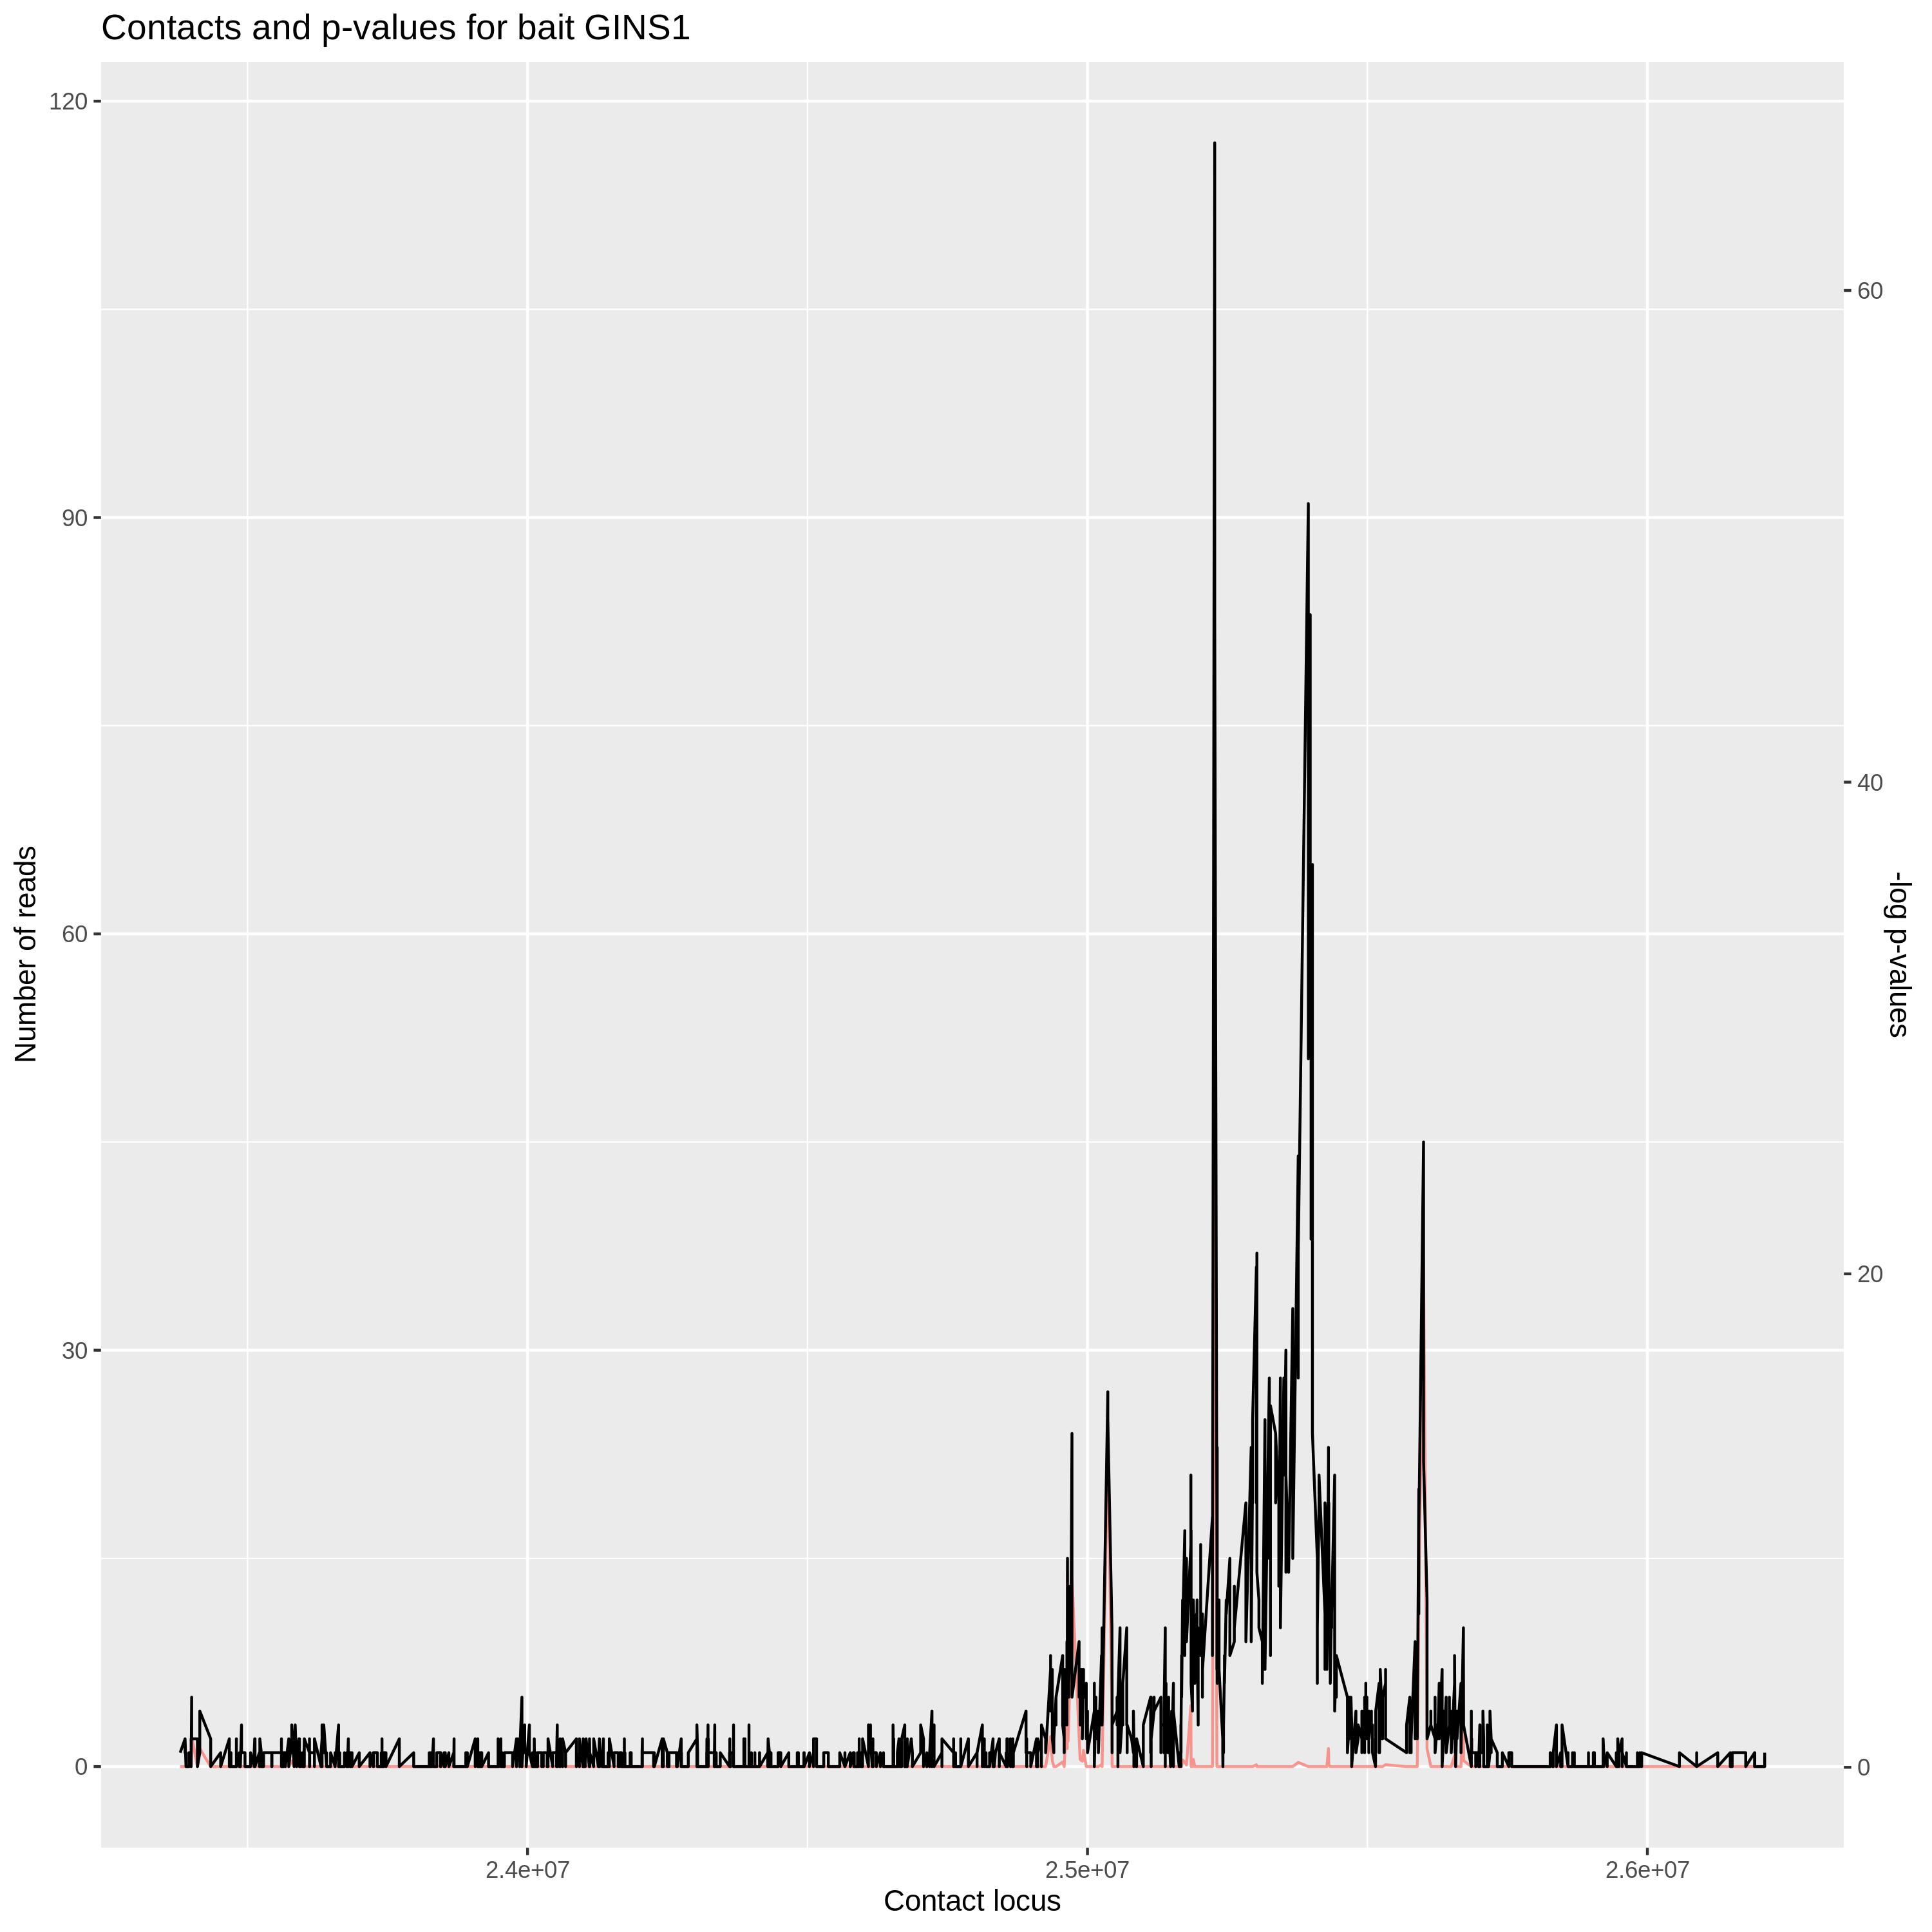 Contacts and p-values for bait GINS1
120
90
60
30
0
60
40
20
0
Number of reads
-log p-values
2.4e+07
2.5e+07
2.6e+07
Contact locus